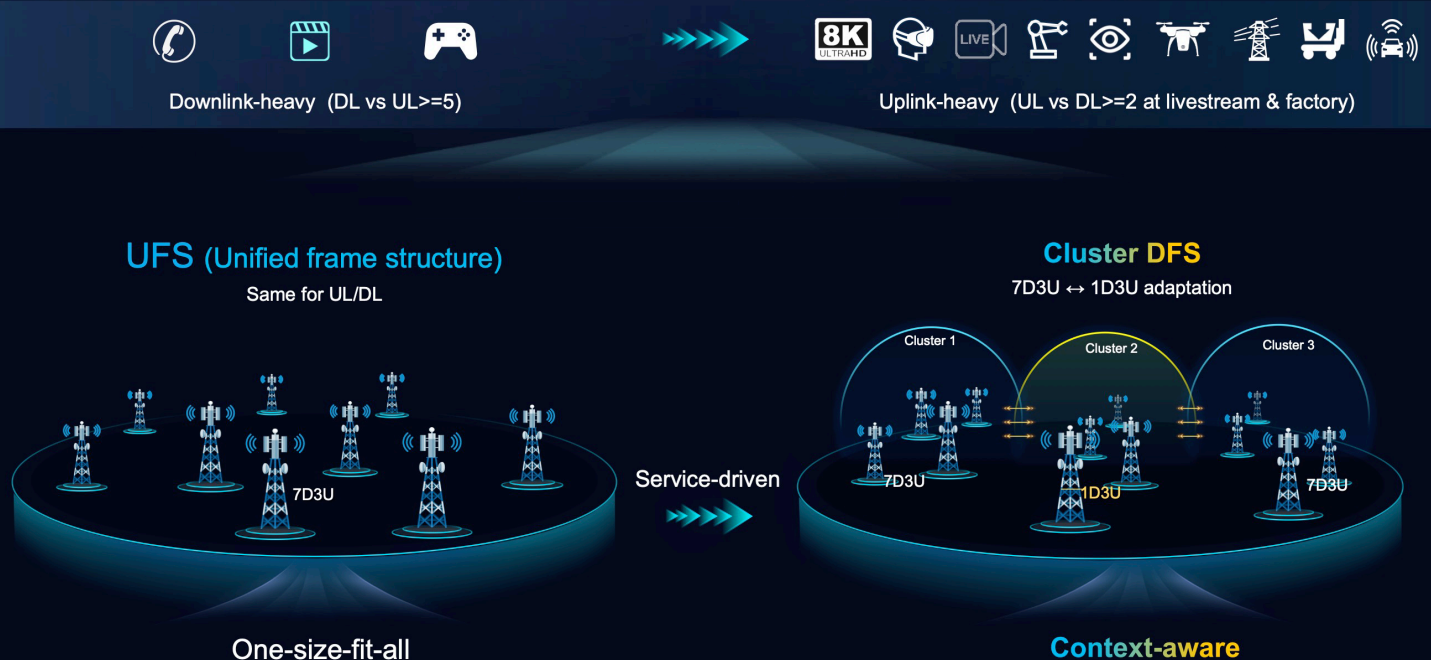 8K
ULTRAHD
LIVE
Downlink-heavy (DL vs UL>=5)
Uplink-heavy (UL vs DL>=2 at livestream & factory)
UFS (Unified frame structure)
Same for UL/DL
7D3U
Service-driven
Cluster DFS
7D3U ↔ 1D3U adaptation
Cluster 1
Cluster 2
Cluster 3
7D3U
1D3U
7D3U
One-size-fit-all
Context-aware